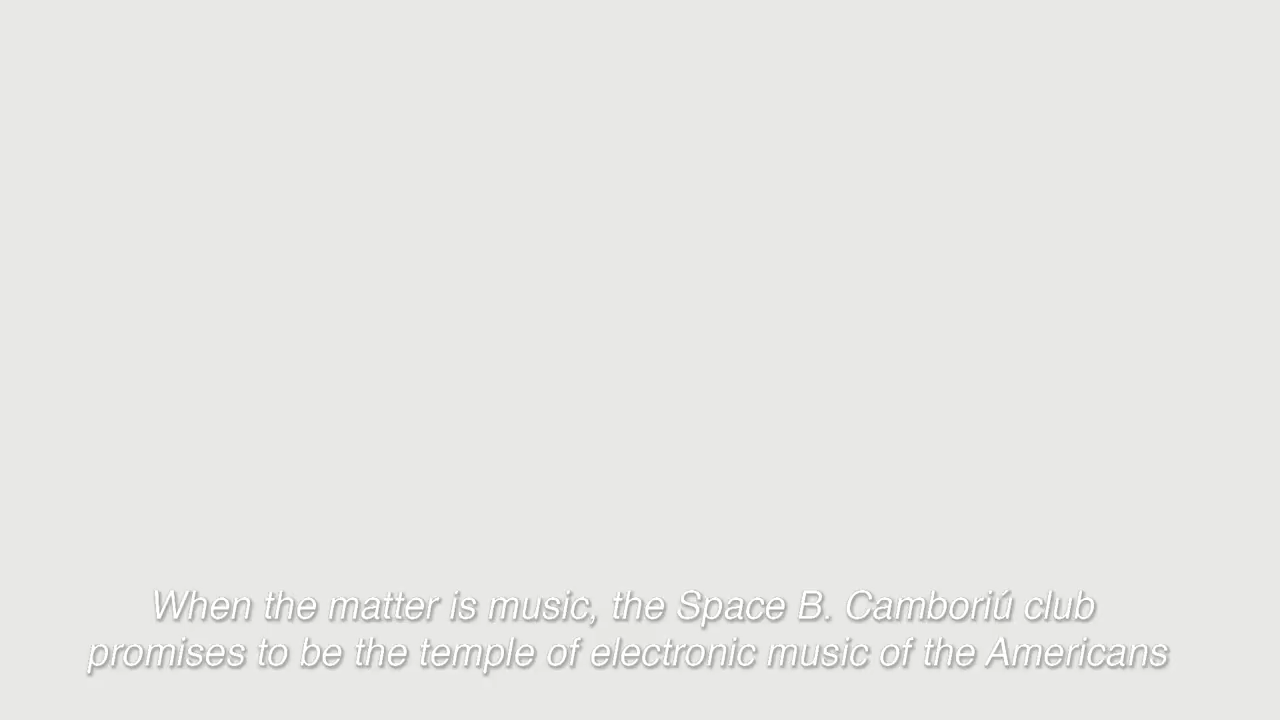 When the matter is music, the Space B. Camboriú club
promises to be the temple of electronic music of the Americans